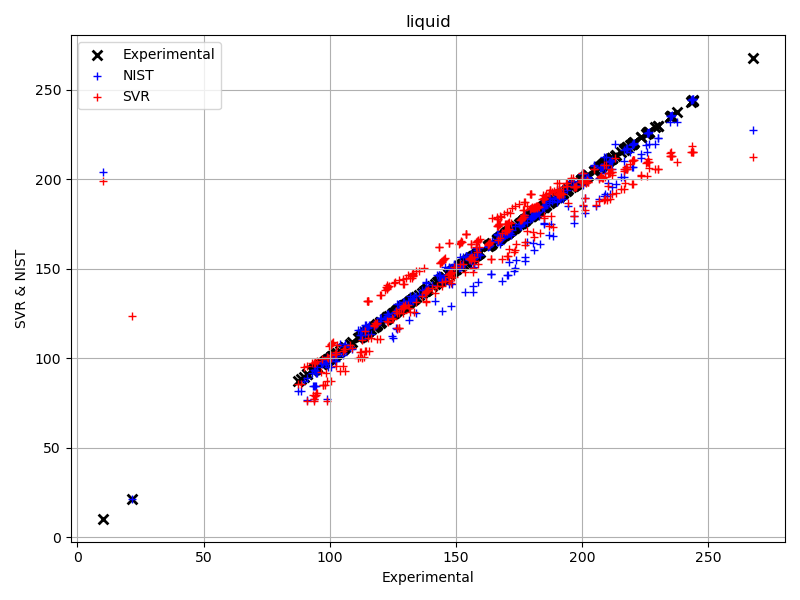 liquid
Experimental
NIST
SVR
SVR & NIST
250
200
150
100
50
0
0 50 100 150 200 250
Experimental